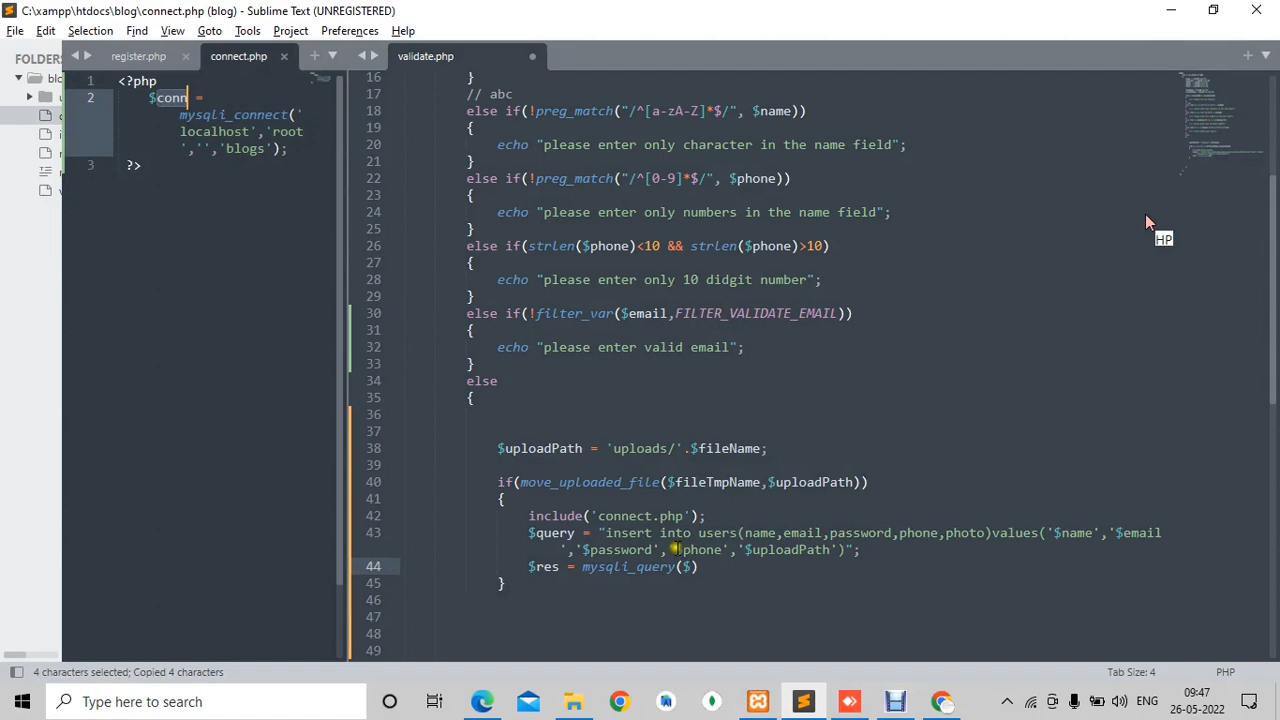 C:\xampp\htdocs\blog\connect.php (blog) - Sublime Text (UNREGISTERED)
File Edit Selection Find View Goto Tools Project Preferences Help
FOLDERS
register.php
connect.php
validate.php
1 <?php
2 $conn =
mysqli_connect('
localhost','root
','','blogs');
3 ?>
16 }
17 // abc
18 else if(!preg_match("/^[a-zA-Z]*$/", $name))
19 {
20 echo "please enter only character in the name field";
21 }
22 else if(!preg_match("/^[0-9]*$/", $phone))
23 {
24 echo "please enter only numbers in the name field";
25 }
26 else if(strlen($phone)<10 && strlen($phone)>10)
27 {
28 echo "please enter only 10 didgit number";
29 }
30 else if(!filter_var($email,FILTER_VALIDATE_EMAIL))
31 {
32 echo "please enter valid email";
33 }
34 else
35 {
36
37
38 $uploadPath = 'uploads/'.$fileName;
39
40 if(move_uploaded_file($fileTmpName,$uploadPath))
41 {
42 include('connect.php');
43 $query = "insert into users(name,email,password,phone,photo)values('$name','$email
','$password','$phone','$uploadPath')";
44 $res = mysqli_query($)
45 }
46
47
48
49
HP
4 characters selected; Copied 4 characters
Tab Size: 4
PHP
Type here to search
ENG
09:47
26-05-2022